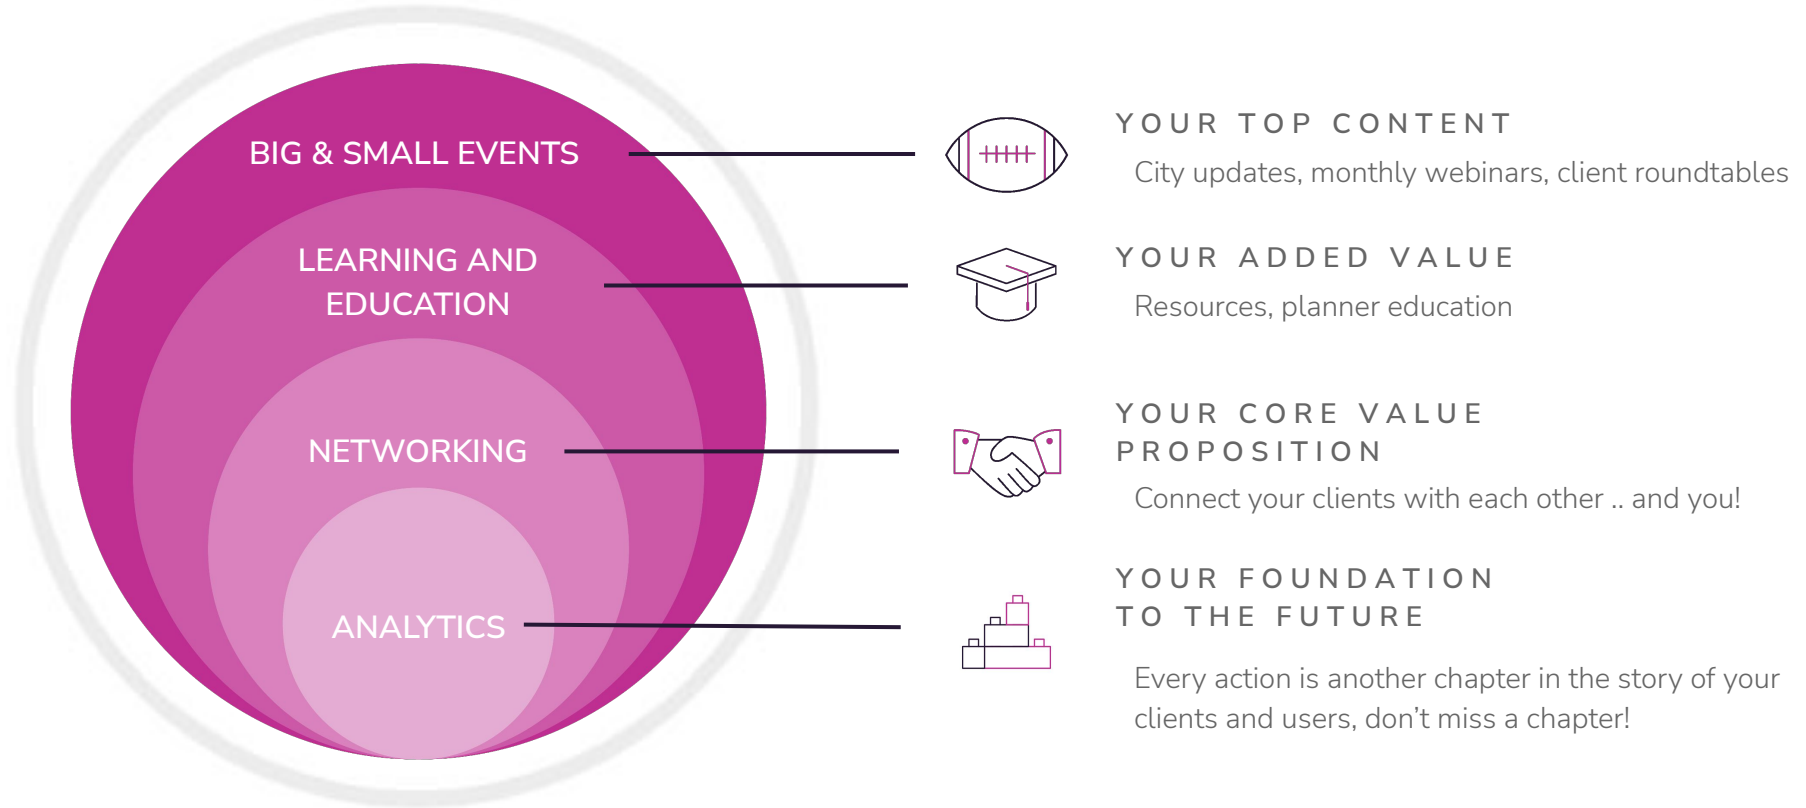 BIG & SMALL EVENTS
YOUR TOP CONTENT
City updates, monthly webinars, client roundtables
LEARNING AND
EDUCATION
YOUR ADDED VALUE
Resources, planner education
NETWORKING
YOUR CORE VALUE
PROPOSITION
Connect your clients with each other .. and you!
ANALYTICS
YOUR FOUNDATION
TO THE FUTURE
Every action is another chapter in the story of your
clients and users, don’t miss a chapter!